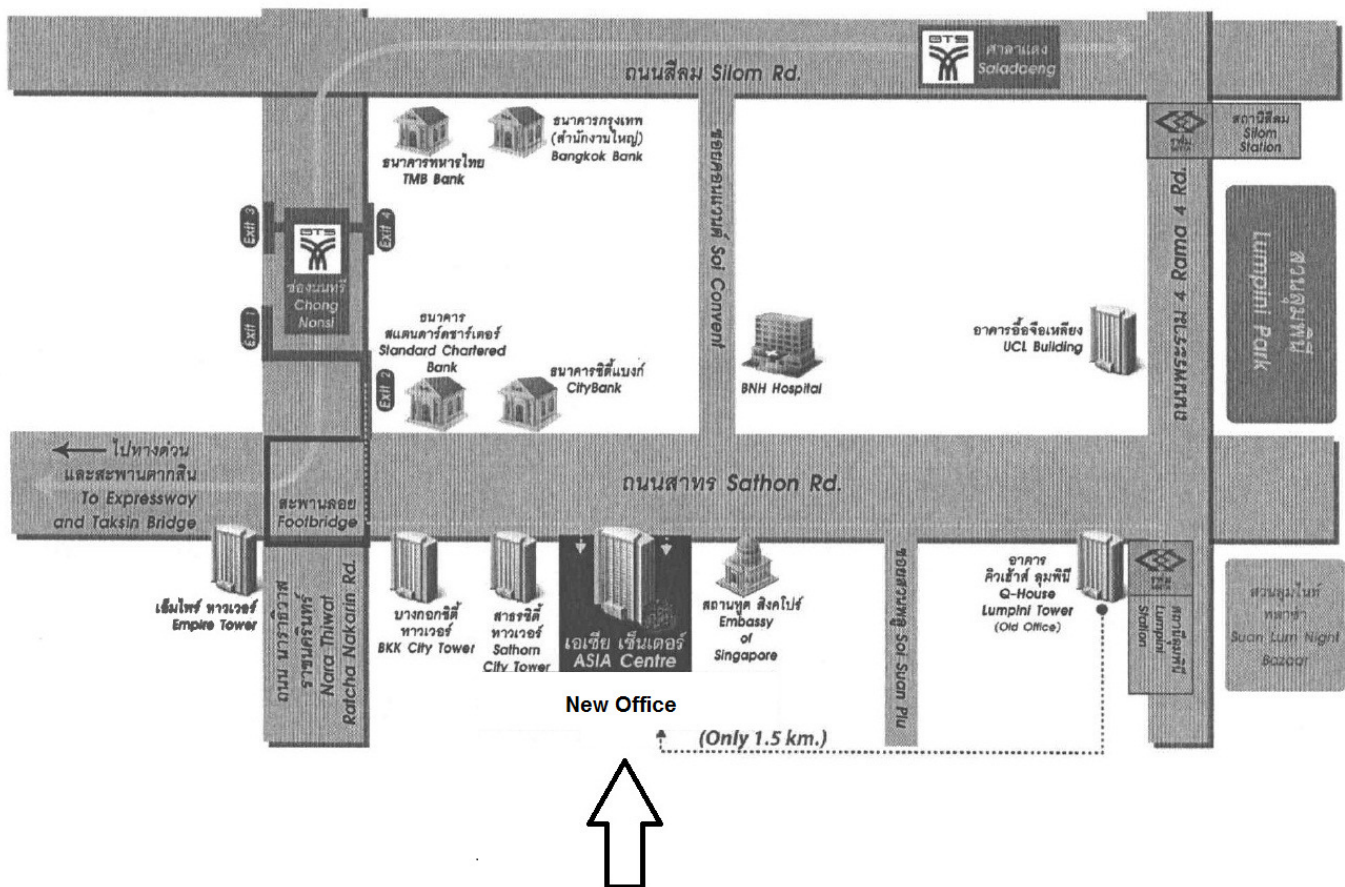 BTS
ศาลาแดง
Saladaeng
ถนนสีลม Silom Rd.
ธนาคารทหารไทย
TMB Bank
ธนาคารกรุงเทพ
(สำนักงานใหญ่)
Bangkok Bank
ซอยคอนแวนต์ Soi Convent
สถานีสีลม
Silom
Station
ถนนพระราม 4 Rama 4 Rd.
สวนลุมพินี
Lumpini Park
Exit 3
Exit 4
BTS
ช่องนนทรี
Chong
Nonsi
Exit 1
Exit 2
ธนาคาร
สแตนดาร์ดชาร์เตอร์
Standard Chartered
Bank
ธนาคารซิตี้แบงก์
CityBank
BNH Hospital
อาคารอื้อจือเหลียง
UCL Building
ไปทางด่วน
และสะพานตากสิน
To Expressway
and Taksin Bridge
สะพานลอย
Footbridge
ถนนสาทร Sathon Rd.
เอ็มไพร์ ทาวเวอร์
Empire Tower
ถนน นราธิวาส
ราชนครินทร์
Nara Thiwat
Ratcha Nakarin Rd.
บางกอกซิตี้
ทาวเวอร์
BKK City Tower
สาธรซิตี้
ทาวเวอร์
Sathorn
City Tower
เอเชีย เซ็นเตอร์
ASIA Centre
New Office
สถานทูต สิงคโปร์
Embassy
of
Singapore
ซอยสวนพลู Soi Suan Plu
อาคาร
คิวเฮ้าส์ ลุมพินี
Q-House
Lumpini Tower
(Old Office)
สถานีลุมพินี
Lumpini
Station
สวนลุมไนท์
พลาซ่า
Suan Lum Night
Bazaar
(Only 1.5 km.)